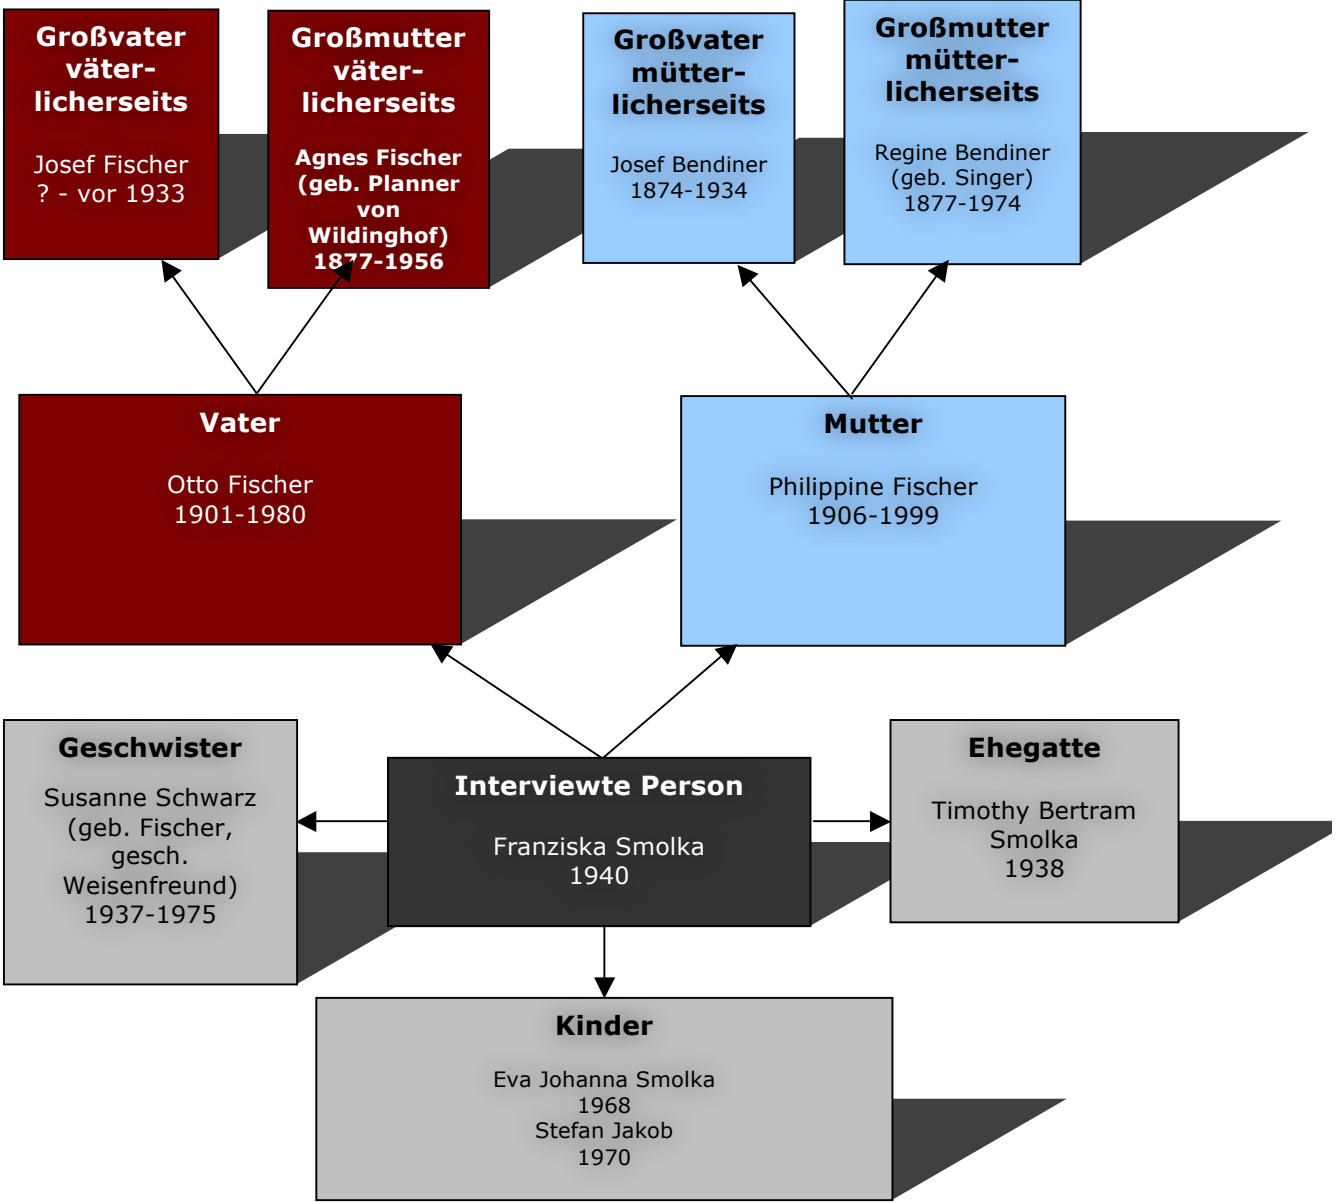 Großvater
väter-
licherseits
Josef Fischer
? - vor 1933
Großmutter
väter-
licherseits
Agnes Fischer
(geb. Planner
von
Wildinghof)
1877-1956
Großvater
mütter-
licherseits
Josef Bendiner
1874-1934
Großmutter
mütter-
licherseits
Regine Bendiner
(geb. Singer)
1877-1974
Vater
Otto Fischer
1901-1980
Mutter
Philippine Fischer
1906-1999
Geschwister
Susanne Schwarz
(geb. Fischer,
gesch.
Weisenfreund)
1937-1975
Interviewte Person
Franziska Smolka
1940
Ehegatte
Timothy Bertram
Smolka
1938
Kinder
Eva Johanna Smolka
1968
Stefan Jakob
1970